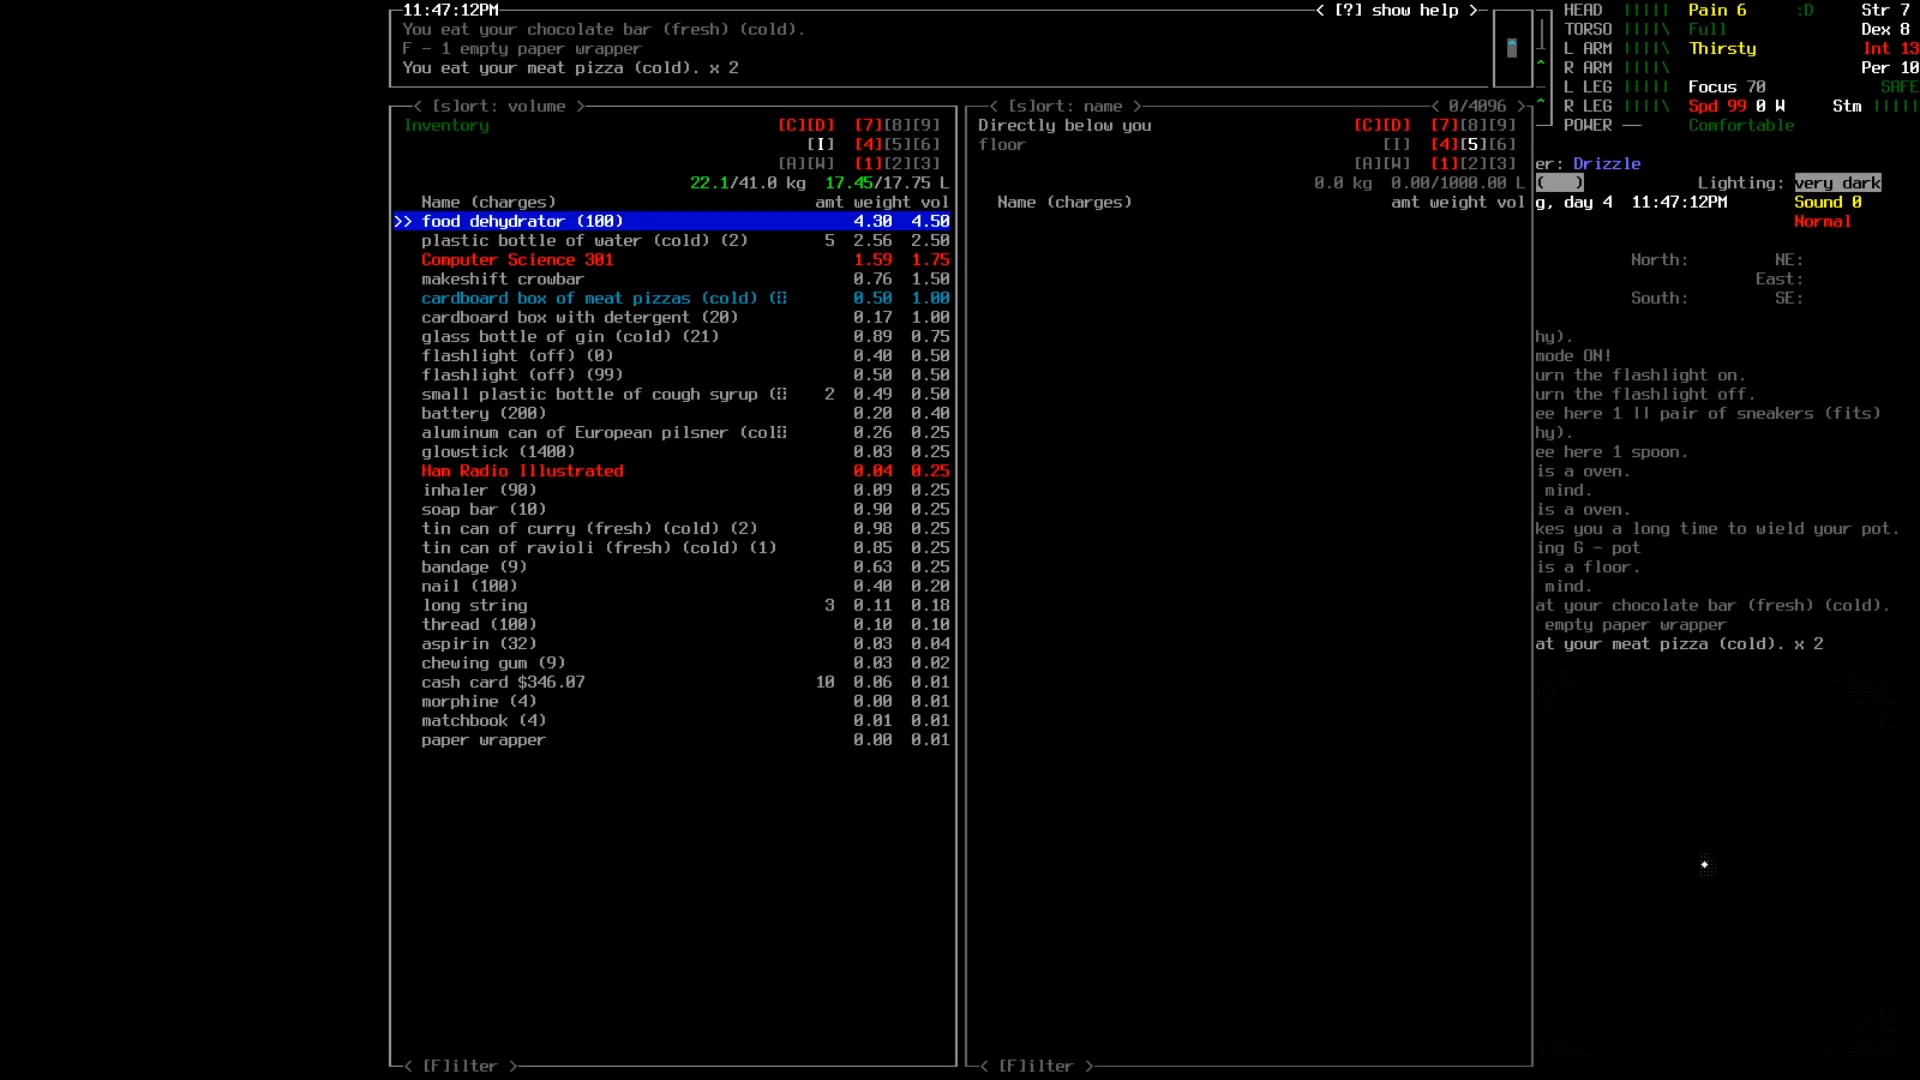 11:47:12PM < [?] show help >
You eat your chocolate bar (fresh) (cold).
F - 1 empty paper wrapper
You eat your meat pizza (cold). x 2
HEAD ||||| Pain 6 :D Str 7
TORSO ||||\ Full Dex 8
L ARM ||||\ Thirsty Int 13
R ARM ||||\ Per 10
L LEG ||||| Focus 70 SAFE
R LEG ||||\ Spd 99 0 W Stm |||||
POWER -- Comfortable
er: Drizzle
( ) Lighting: very dark
g, day 4 11:47:12PM Sound 0
Normal
North: NE:
East:
South: SE:
hy).
mode ON!
urn the flashlight on.
urn the flashlight off.
ee here 1 || pair of sneakers (fits)
hy).
ee here 1 spoon.
is a oven.
mind.
is a oven.
kes you a long time to wield your pot.
ing G - pot
is a floor.
mind.
at your chocolate bar (fresh) (cold).
empty paper wrapper
at your meat pizza (cold). x 2
< [s]ort: volume >
Inventory [C][D] [7][8][9]
[I] [4][5][6]
[A][W] [1][2][3]
22.1/41.0 kg 17.45/17.75 L
Name (charges) amt weight vol
>> food dehydrator (100) 4.30 4.50
plastic bottle of water (cold) (2) 5 2.56 2.50
Computer Science 301 1.59 1.75
makeshift crowbar 0.76 1.50
cardboard box of meat pizzas (cold) ( 0.50 1.00
cardboard box with detergent (20) 0.17 1.00
glass bottle of gin (cold) (21) 0.89 0.75
flashlight (off) (0) 0.40 0.50
flashlight (off) (99) 0.50 0.50
small plastic bottle of cough syrup ( 2 0.49 0.50
battery (200) 0.20 0.40
aluminum can of European pilsner (col 0.26 0.25
glowstick (1400) 0.03 0.25
Ham Radio Illustrated 0.04 0.25
inhaler (90) 0.09 0.25
soap bar (10) 0.90 0.25
tin can of curry (fresh) (cold) (2) 0.98 0.25
tin can of ravioli (fresh) (cold) (1) 0.85 0.25
bandage (9) 0.63 0.25
nail (100) 0.40 0.20
long string 3 0.11 0.18
thread (100) 0.10 0.10
aspirin (32) 0.03 0.04
chewing gum (9) 0.03 0.02
cash card $346.07 10 0.06 0.01
morphine (4) 0.00 0.01
matchbook (4) 0.01 0.01
paper wrapper 0.00 0.01
< [F]ilter >
< [s]ort: name > < 0/4096 >
Directly below you [C][D] [7][8][9]
floor [I] [4][5][6]
[A][W] [1][2][3]
0.0 kg 0.00/1000.00 L
Name (charges) amt weight vol
< [F]ilter >